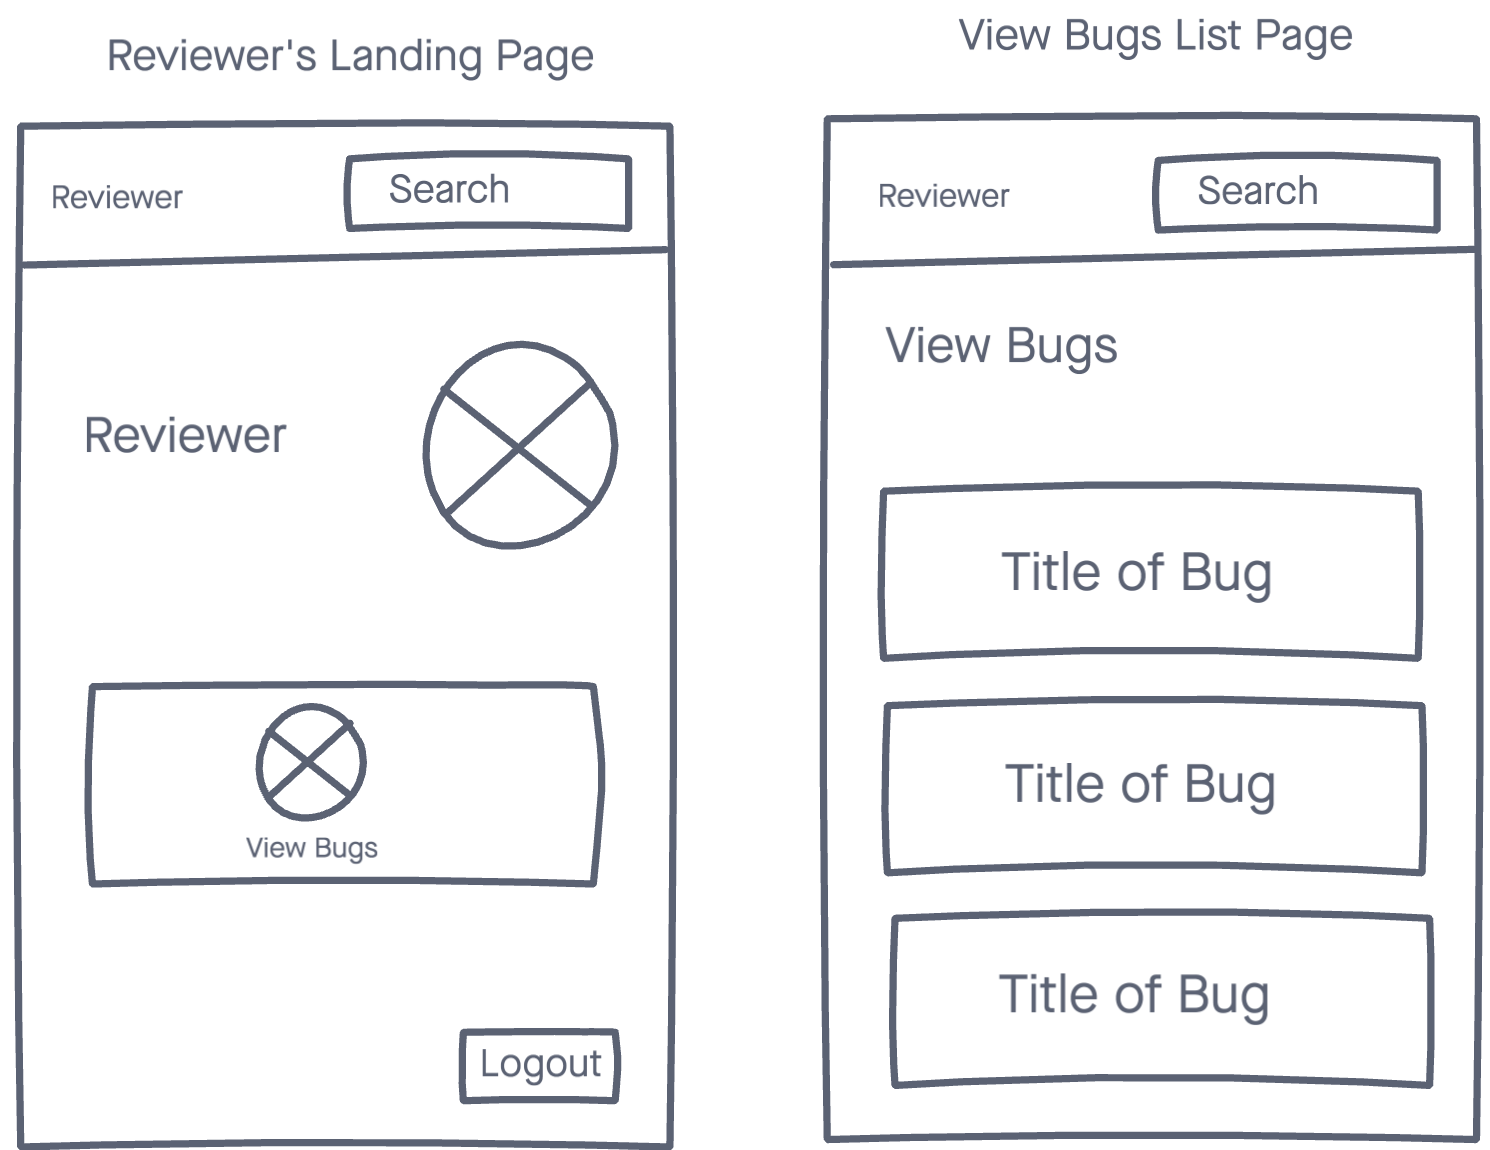 Reviewer's Landing Page
Reviewer
Search
Reviewer
View Bugs
Logout
View Bugs List Page
Reviewer
Search
View Bugs
Title of Bug
Title of Bug
Title of Bug